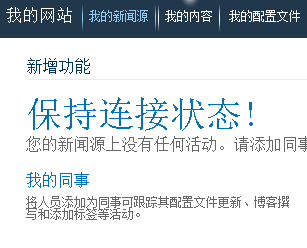 我的网站 我的新闻源 我的内容 我的配置文件
新增功能
保持连接状态!
您的新闻源上没有任何活动。请添加同事
我的同事
将人员添加为同事可跟踪其配置文件更新、博客撰
写和添加标签等活动。